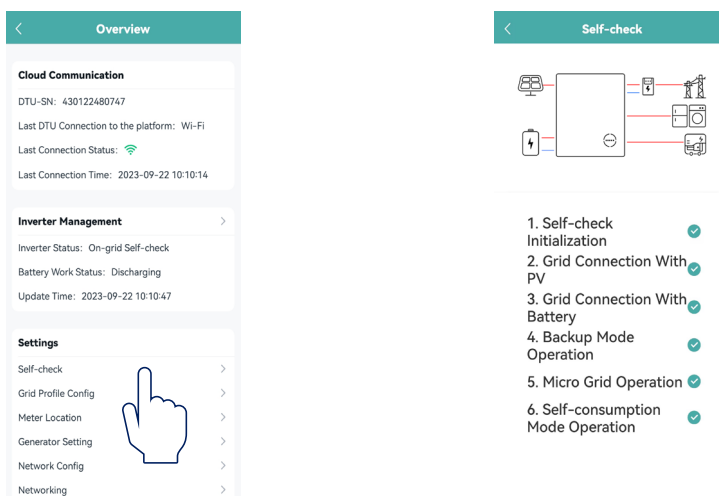 Overview
Cloud Communication
DTU-SN: 430122480747
Last DTU Connection to the platform: Wi-Fi
Last Connection Status:
Last Connection Time: 2023-09-22 10:10:14
Inverter Management
Inverter Status: On-grid Self-check
Battery Work Status: Discharging
Update Time: 2023-09-22 10:10:47
Settings
Self-check
Grid Profile Config
Meter Location
Generator Setting
Network Config
Networking
Self-check
1. Self-check
Initialization
2. Grid Connection With
PV
3. Grid Connection With
Battery
4. Backup Mode
Operation
5. Micro Grid Operation
6. Self-consumption
Mode Operation